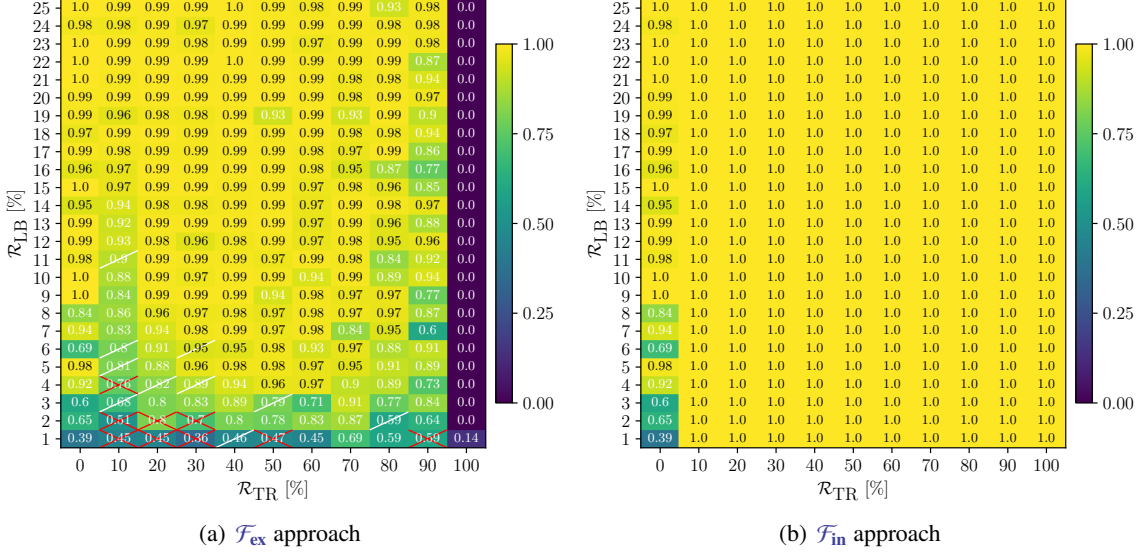 25 1.0 0.99 0.99 0.99 1.0 0.99 0.99 0.98 0.93 0.98 0.0
24 0.98 0.99 0.99 0.97 0.99 0.99 0.99 0.99 0.98 0.98 0.0
23 1.0 0.99 0.99 0.98 0.99 0.99 0.97 0.99 0.99 0.98 0.0
22 1.0 0.99 0.99 0.99 1.0 0.99 0.99 0.99 0.99 0.87 0.0
21 1.0 0.99 0.99 0.99 0.99 0.99 0.99 0.98 0.98 0.94 0.0
20 0.99 0.99 0.99 0.99 0.99 0.99 0.99 0.98 0.99 0.97 0.0
19 0.99 0.96 0.98 0.98 0.99 0.93 0.99 0.93 0.99 0.9 0.0
18 0.97 0.99 0.99 0.99 0.99 0.99 0.98 0.98 0.98 0.94 0.0
17 0.99 0.98 0.99 0.99 0.99 0.99 0.98 0.97 0.99 0.86 0.0
16 0.96 0.97 0.99 0.99 0.99 0.99 0.98 0.95 0.87 0.77 0.0
15 1.0 0.97 0.99 0.99 0.99 0.99 0.97 0.98 0.96 0.85 0.0
14 0.95 0.94 0.98 0.98 0.99 0.99 0.98 0.99 0.98 0.97 0.0
13 0.99 0.92 0.99 0.99 0.99 0.99 0.97 0.99 0.96 0.88 0.0
12 0.99 0.93 0.98 0.96 0.98 0.99 0.97 0.98 0.95 0.96 0.0
11 0.98 0.9 0.99 0.99 0.99 0.97 0.99 0.98 0.84 0.92 0.0
10 1.0 0.88 0.99 0.97 0.99 0.99 0.94 0.99 0.89 0.94 0.0
9 1.0 0.84 0.99 0.99 0.99 0.94 0.98 0.97 0.97 0.77 0.0
8 0.84 0.86 0.96 0.97 0.98 0.97 0.98 0.97 0.97 0.87 0.0
7 0.94 0.83 0.94 0.98 0.99 0.97 0.98 0.84 0.95 0.6 0.0
6 0.69 0.8 0.91 0.95 0.95 0.98 0.93 0.97 0.88 0.91 0.0
5 0.98 0.81 0.88 0.96 0.98 0.98 0.97 0.95 0.91 0.89 0.0
4 0.92 0.76 0.82 0.89 0.94 0.96 0.97 0.9 0.89 0.73 0.0
3 0.6 0.68 0.8 0.83 0.89 0.79 0.71 0.91 0.77 0.84 0.0
2 0.65 0.51 0.8 0.7 0.8 0.78 0.83 0.87 0.59 0.64 0.0
1 0.39 0.45 0.45 0.36 0.46 0.47 0.45 0.69 0.59 0.59 0.14
0 10 20 30 40 50 60 70 80 90 100
R_TR [%]
R_LB [%]
1.00
0.75
0.50
0.25
0.00
(a) F_ex approach
25 1.0 1.0 1.0 1.0 1.0 1.0 1.0 1.0 1.0 1.0 1.0
24 0.98 1.0 1.0 1.0 1.0 1.0 1.0 1.0 1.0 1.0 1.0
23 1.0 1.0 1.0 1.0 1.0 1.0 1.0 1.0 1.0 1.0 1.0
22 1.0 1.0 1.0 1.0 1.0 1.0 1.0 1.0 1.0 1.0 1.0
21 1.0 1.0 1.0 1.0 1.0 1.0 1.0 1.0 1.0 1.0 1.0
20 0.99 1.0 1.0 1.0 1.0 1.0 1.0 1.0 1.0 1.0 1.0
19 0.99 1.0 1.0 1.0 1.0 1.0 1.0 1.0 1.0 1.0 1.0
18 0.97 1.0 1.0 1.0 1.0 1.0 1.0 1.0 1.0 1.0 1.0
17 0.99 1.0 1.0 1.0 1.0 1.0 1.0 1.0 1.0 1.0 1.0
16 0.96 1.0 1.0 1.0 1.0 1.0 1.0 1.0 1.0 1.0 1.0
15 1.0 1.0 1.0 1.0 1.0 1.0 1.0 1.0 1.0 1.0 1.0
14 0.95 1.0 1.0 1.0 1.0 1.0 1.0 1.0 1.0 1.0 1.0
13 0.99 1.0 1.0 1.0 1.0 1.0 1.0 1.0 1.0 1.0 1.0
12 0.99 1.0 1.0 1.0 1.0 1.0 1.0 1.0 1.0 1.0 1.0
11 0.98 1.0 1.0 1.0 1.0 1.0 1.0 1.0 1.0 1.0 1.0
10 1.0 1.0 1.0 1.0 1.0 1.0 1.0 1.0 1.0 1.0 1.0
9 1.0 1.0 1.0 1.0 1.0 1.0 1.0 1.0 1.0 1.0 1.0
8 0.84 1.0 1.0 1.0 1.0 1.0 1.0 1.0 1.0 1.0 1.0
7 0.94 1.0 1.0 1.0 1.0 1.0 1.0 1.0 1.0 1.0 1.0
6 0.69 1.0 1.0 1.0 1.0 1.0 1.0 1.0 1.0 1.0 1.0
5 0.98 1.0 1.0 1.0 1.0 1.0 1.0 1.0 1.0 1.0 1.0
4 0.92 1.0 1.0 1.0 1.0 1.0 1.0 1.0 1.0 1.0 1.0
3 0.6 1.0 1.0 1.0 1.0 1.0 1.0 1.0 1.0 1.0 1.0
2 0.65 1.0 1.0 1.0 1.0 1.0 1.0 1.0 1.0 1.0 1.0
1 0.39 1.0 1.0 1.0 1.0 1.0 1.0 1.0 1.0 1.0 1.0
0 10 20 30 40 50 60 70 80 90 100
R_TR [%]
R_LB [%]
1.00
0.75
0.50
0.25
0.00
(b) F_in approach